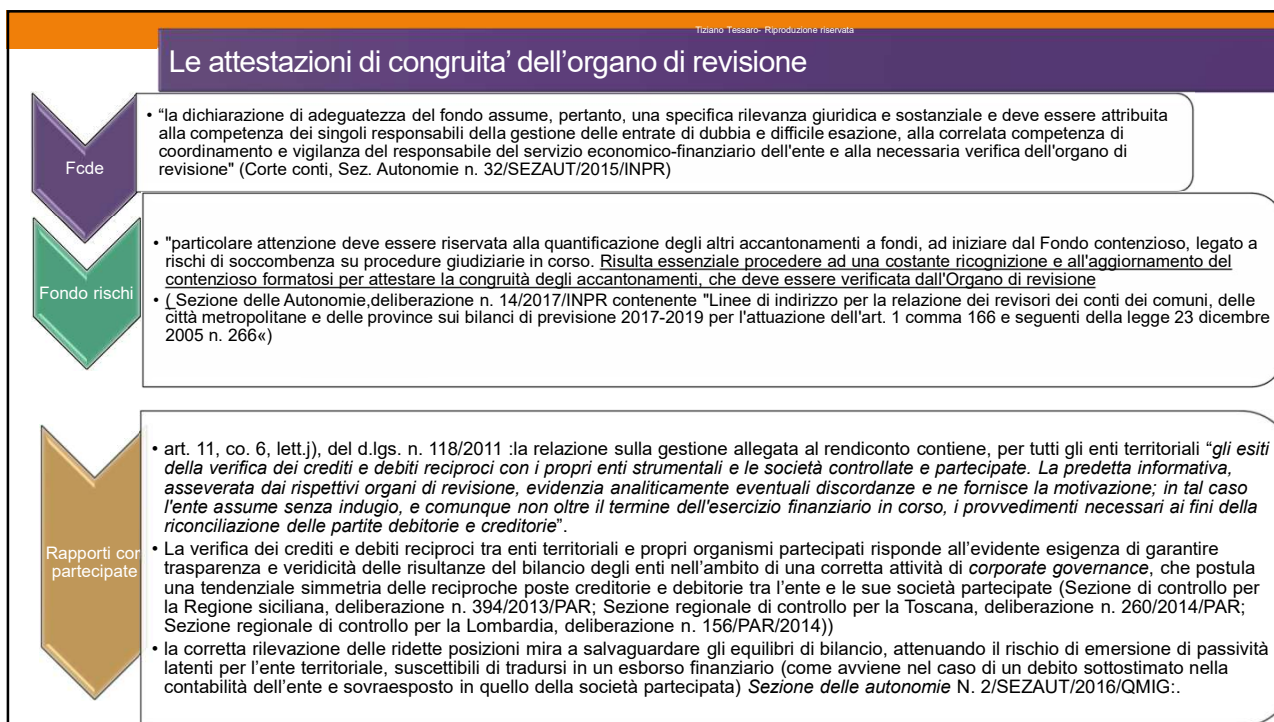 Tiziano Tessaro- Riproduzione riservata
Le attestazioni di congruita' dell'organo di revisione
Fcde
• "la dichiarazione di adeguatezza del fondo assume, pertanto, una specifica rilevanza giuridica e sostanziale e deve essere attribuita
alla competenza dei singoli responsabili della gestione delle entrate di dubbia e difficile esazione, alla correlata competenza di
coordinamento e vigilanza del responsabile del servizio economico-finanziario dell'ente e alla necessaria verifica dell'organo di
revisione" (Corte conti, Sez. Autonomie n. 32/SEZAUT/2015/INPR)
Fondo rischi
• "particolare attenzione deve essere riservata alla quantificazione degli altri accantonamenti a fondi, ad iniziare dal Fondo contenzioso, legato a
rischi di soccombenza su procedure giudiziarie in corso. Risulta essenziale procedere ad una costante ricognizione e all'aggiornamento del
contenzioso formatosi per attestare la congruità degli accantonamenti, che deve essere verificata dall'Organo di revisione
• ( Sezione delle Autonomie,deliberazione n. 14/2017/INPR contenente "Linee di indirizzo per la relazione dei revisori dei conti dei comuni, delle
città metropolitane e delle province sui bilanci di previsione 2017-2019 per l'attuazione dell'art. 1 comma 166 e seguenti della legge 23 dicembre
2005 n. 266«)
Rapporti con
partecipate
• art. 11, co. 6, lett.j), del d.lgs. n. 118/2011 :la relazione sulla gestione allegata al rendiconto contiene, per tutti gli enti territoriali "gli esiti
della verifica dei crediti e debiti reciproci con i propri enti strumentali e le società controllate e partecipate. La predetta informativa,
asseverata dai rispettivi organi di revisione, evidenzia analiticamente eventuali discordanze e ne fornisce la motivazione; in tal caso
l'ente assume senza indugio, e comunque non oltre il termine dell'esercizio finanziario in corso, i provvedimenti necessari ai fini della
riconciliazione delle partite debitorie e creditorie".
• La verifica dei crediti e debiti reciproci tra enti territoriali e propri organismi partecipati risponde all'evidente esigenza di garantire
trasparenza e veridicità delle risultanze del bilancio degli enti nell'ambito di una corretta attività di corporate governance, che postula
una tendenziale simmetria delle reciproche poste creditorie e debitorie tra l'ente e le sue società partecipate (Sezione di controllo per
la Regione siciliana, deliberazione n. 394/2013/PAR; Sezione regionale di controllo per la Toscana, deliberazione n. 260/2014/PAR;
Sezione regionale di controllo per la Lombardia, deliberazione n. 156/PAR/2014))
• la corretta rilevazione delle ridette posizioni mira a salvaguardare gli equilibri di bilancio, attenuando il rischio di emersione di passività
latenti per l'ente territoriale, suscettibili di tradursi in un esborso finanziario (come avviene nel caso di un debito sottostimato nella
contabilità dell'ente e sovraesposto in quello della società partecipata) Sezione delle autonomie N. 2/SEZAUT/2016/QMIG:.